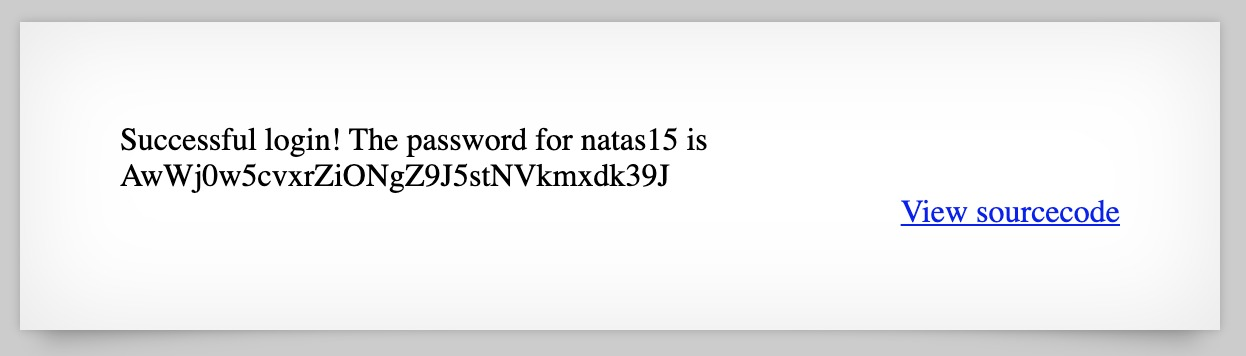 Successful login! The password for natas15 is
AwWj0w5cvxrZiONgZ9J5stNVkmxdk39J
View sourcecode